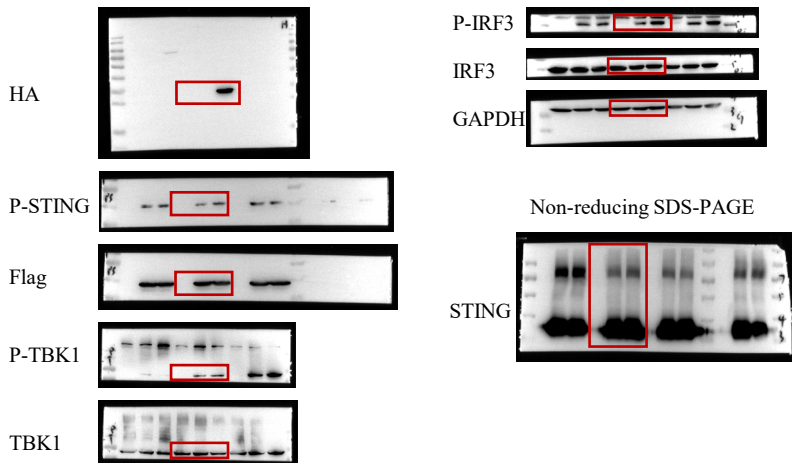 HA
P-STING
Flag
P-TBK1
TBK1
P-IRF3
IRF3
GAPDH
Non-reducing SDS-PAGE
STING